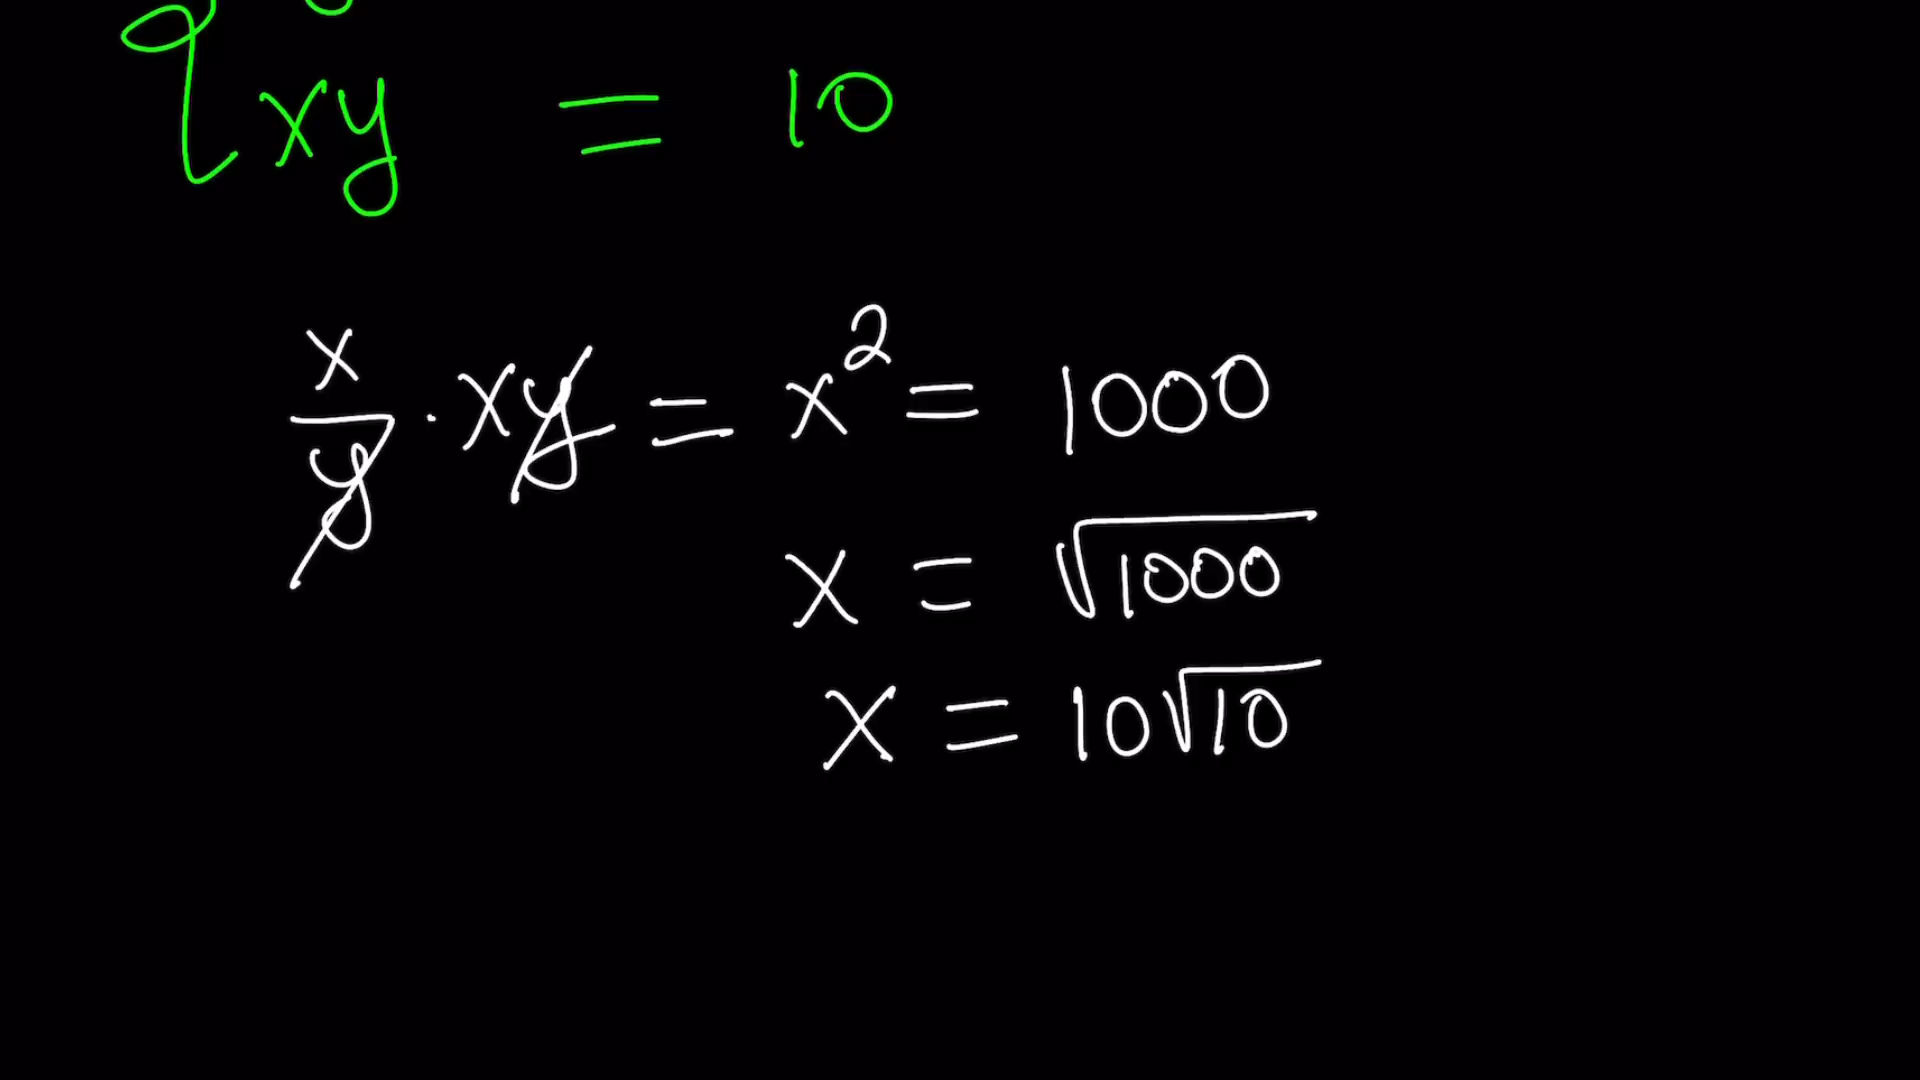 { xy = 10
x/y · xy = x² = 1000
x = √1000
x = 10√10